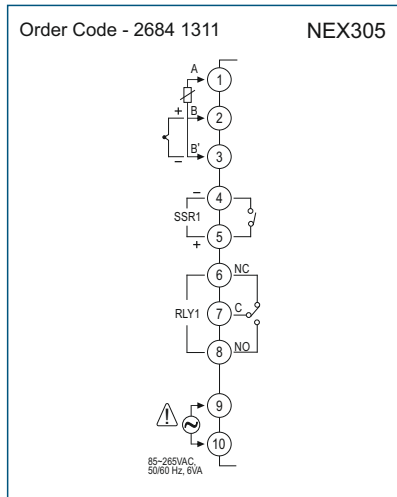 Order Code - 2684 1311 NEX305
A
1
+ B
2
B'
3
–
– 4
SSR1
+ 5
6 NC
RLY1 7 C
8 NO
9
10
85~265VAC,
50/60 Hz, 6VA